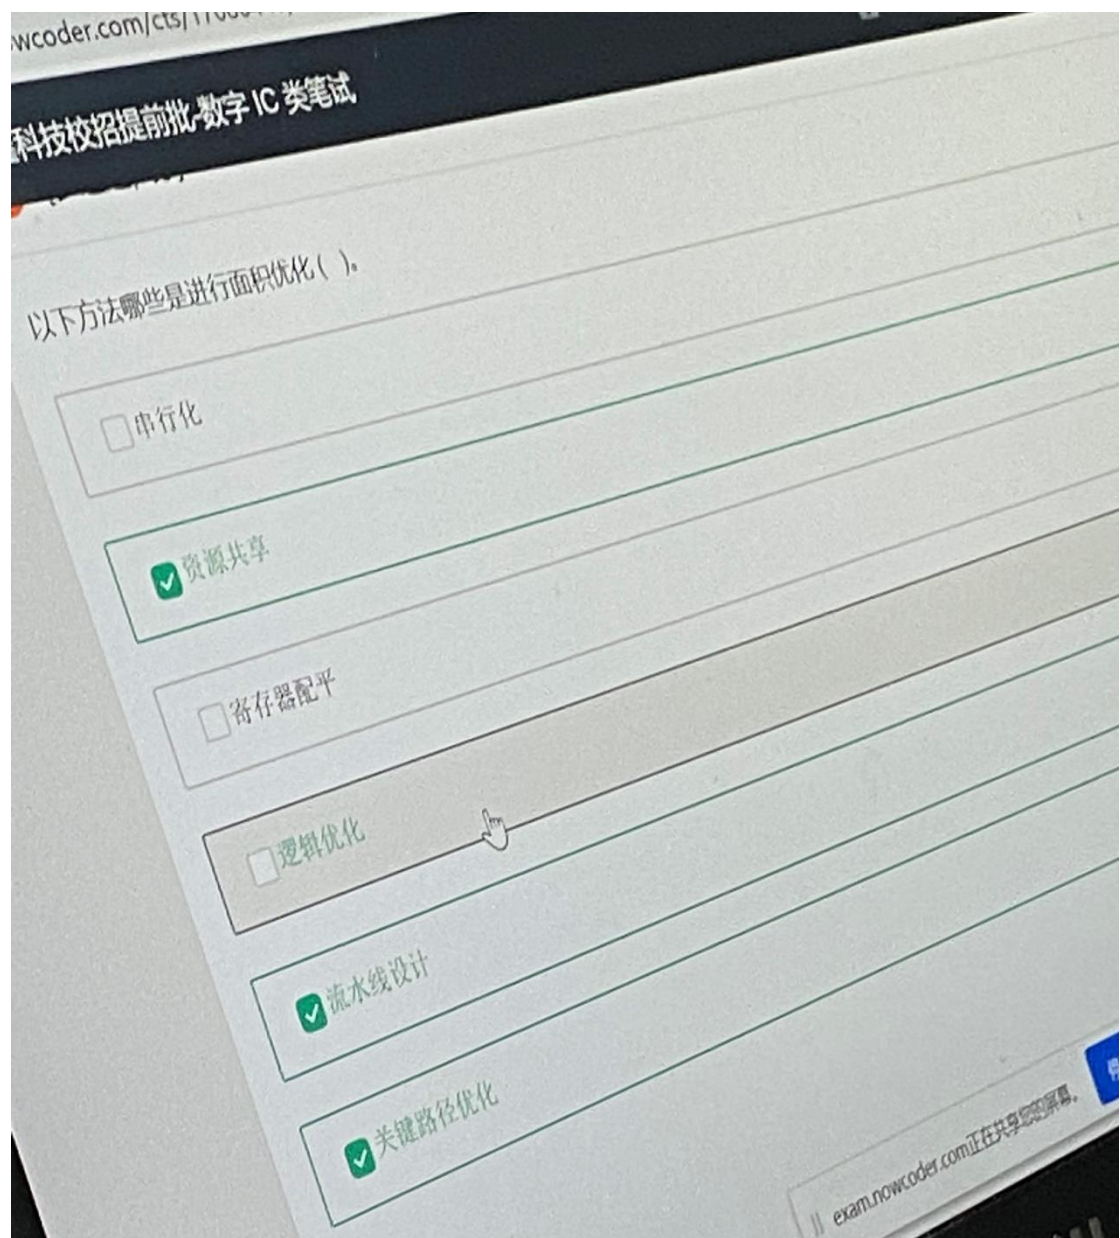 wcoder.com/cts/
科技校招提前批-数字 IC 类笔试
以下方法哪些是进行面积优化( )。
串行化
资源共享
寄存器配平
逻辑优化
流水线设计
关键路径优化
exam.nowcoder.com正在共享您的屏幕。